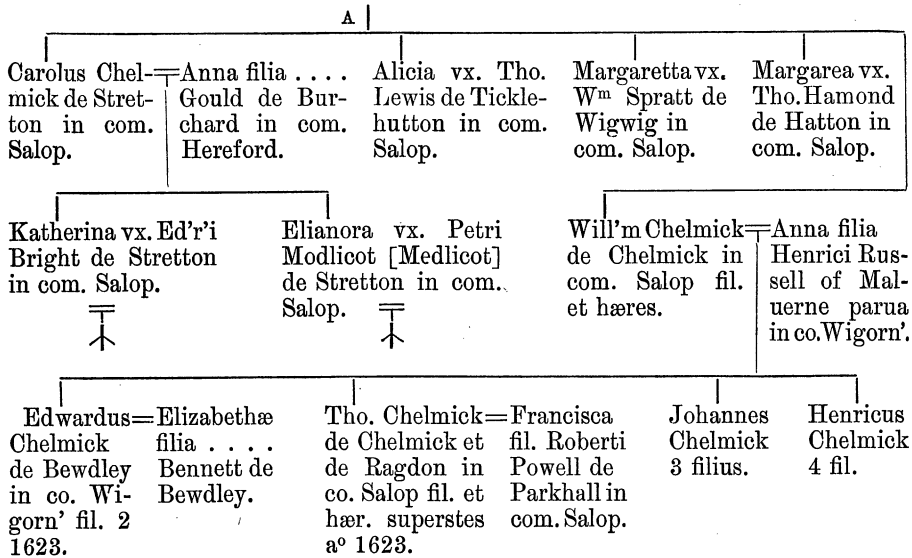 A
Carolus Chel-
mick de Stret-
ton in com.
Salop.
Anna filia ....
Gould de Bur-
chard in com.
Hereford.
Alicia vx. Tho.
Lewis de Tickle-
hutton in com.
Salop.
Margaretta vx.
Wᵐ Spratt de
Wigwig in
com. Salop.
Margarea vx.
Tho. Hamond
de Hatton in
com. Salop.
Katherina vx. Ed'r'i
Bright de Stretton
in com. Salop.
Elianora vx. Petri
Modlicot [Medlicot]
de Stretton in com.
Salop.
Will'm Chelmick
de Chelmick in
com. Salop fil.
et hæres.
Anna filia
Henrici Rus-
sell of Mal-
uerne parua
in co. Wigorn'.
Edwardus
Chelmick
de Bewdley
in co. Wi-
gorn' fil. 2
1623.
Elizabethæ
filia ....
Bennett de
Bewdley.
Tho. Chelmick
de Chelmick et
de Ragdon in
co. Salop fil. et
hær. superstes
aº 1623.
Francisca
fil. Roberti
Powell de
Parkhall in
com. Salop.
Johannes
Chelmick
3 filius.
Henricus
Chelmick
4 fil.